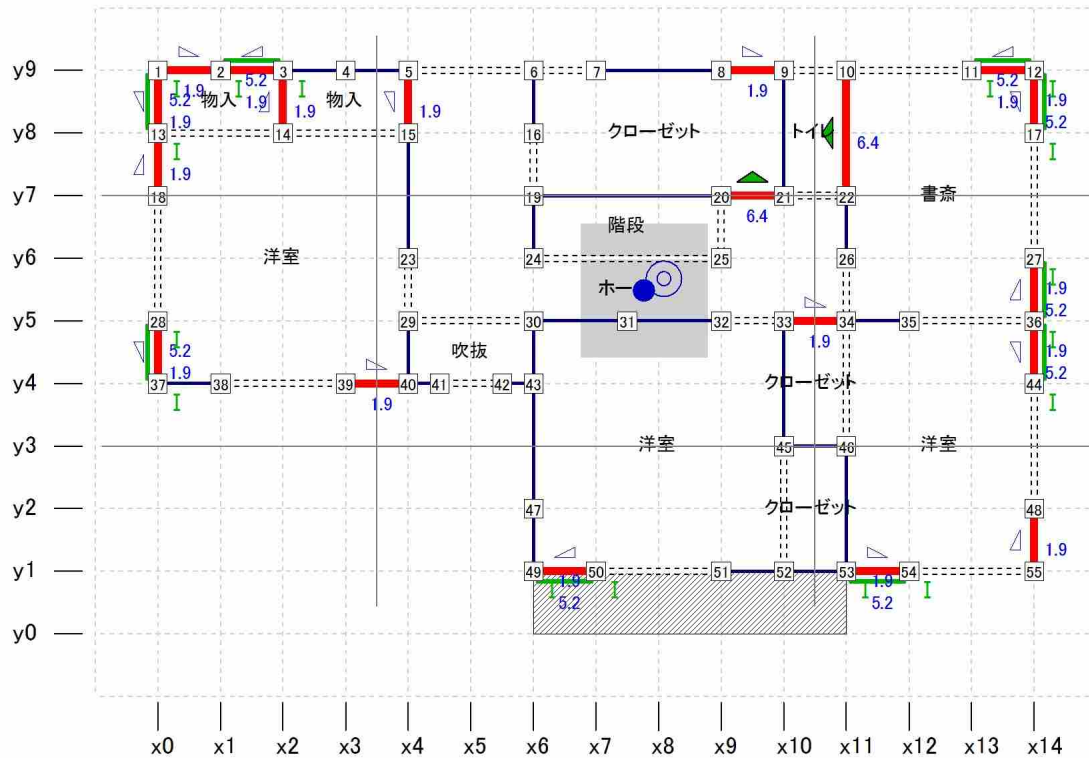 y9 1 2 3 4 5 6 7 8 9 10 11 12
5.2 1.9 5.2 1.9 5.2 1.9
1.9 物入 1.9 物入 1.9 1.9 1.9 5.2
y8 13 14 15 16 クローゼット トイレ 6.4 17
1.9
y7 18 19 20 21 22 書斎
6.4
階段
y6 洋室 23 24 25 26 27
ホー 1.9
5.2
y5 28 29 30 31 32 33 34 35 36
5.2 吹抜 1.9 1.9
1.9 5.2
y4 37 38 39 40 41 42 43 クローゼット 44
1.9
y3 洋室 45 46 洋室
y2 47 クローゼット 48
1.9
y1 49 50 51 52 53 54 55
1.9 1.9
5.2 5.2
y0
x0 x1 x2 x3 x4 x5 x6 x7 x8 x9 x10 x11 x12 x13 x14